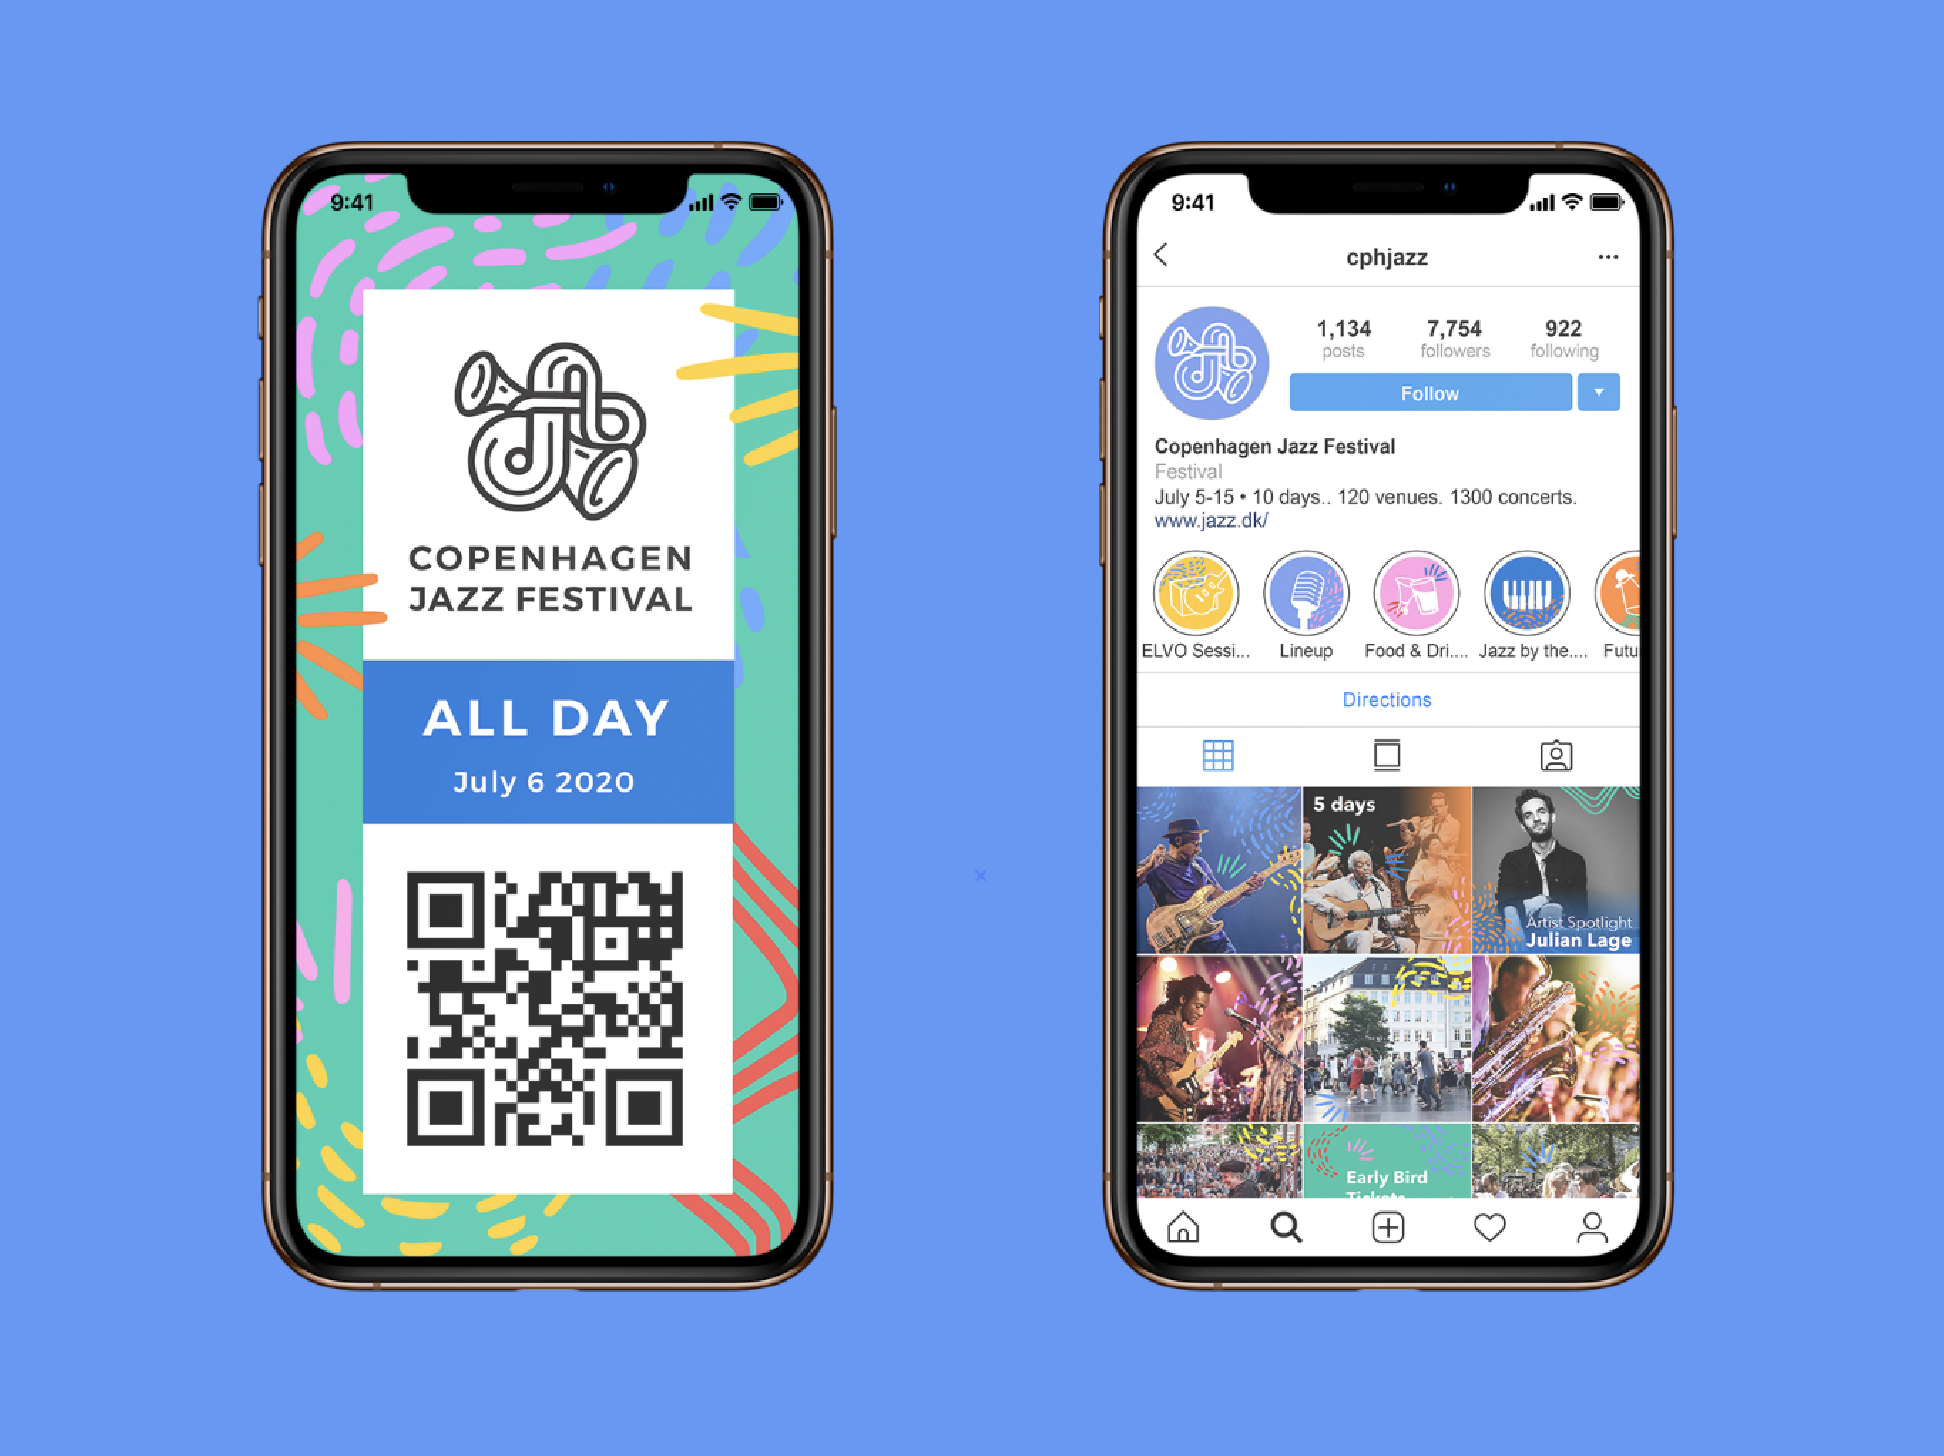 9:41
COPENHAGEN
JAZZ FESTIVAL
ALL DAY
July 6 2020
9:41
cphjazz
1,134 7,754 922
posts followers following
Follow
Copenhagen Jazz Festival
Festival
July 5-15 • 10 days.. 120 venues. 1300 concerts.
www.jazz.dk/
ELVO Sessi... Lineup Food & Dri.... Jazz by the.... Futu
Directions
5 days
Artist Spotlight
Julian Lage
Early Bird
Tickets